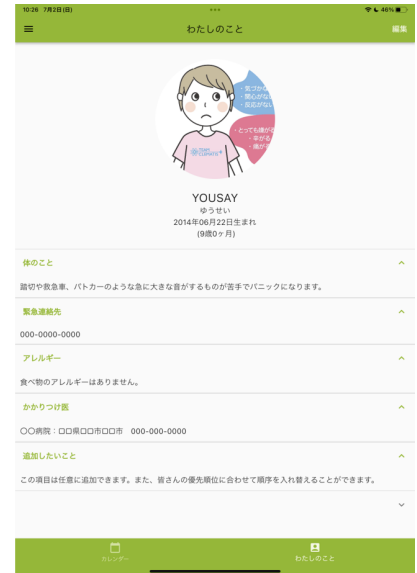 10:26 7月2日(日)
46%
わたしのこと
編集
・気づかな
・関心がない
・反応がない
・とっても嫌がる
・辛がる
・痛がる
YOUSAY
ゆうせい
2014年06月22日生まれ
(9歳0ヶ月)
体のこと
踏切や救急車、パトカーのような急に大きな音がするものが苦手でパニックになります。
緊急連絡先
000-0000-0000
アレルギー
食べ物のアレルギーはありません。
かかりつけ医
〇〇病院：口口県口口市口口市 000-000-0000
追加したいこと
この項目は任意に追加できます。また、皆さんの優先順位に合わせて順序を入れ替えることができます。
カレンダー
わたしのこと